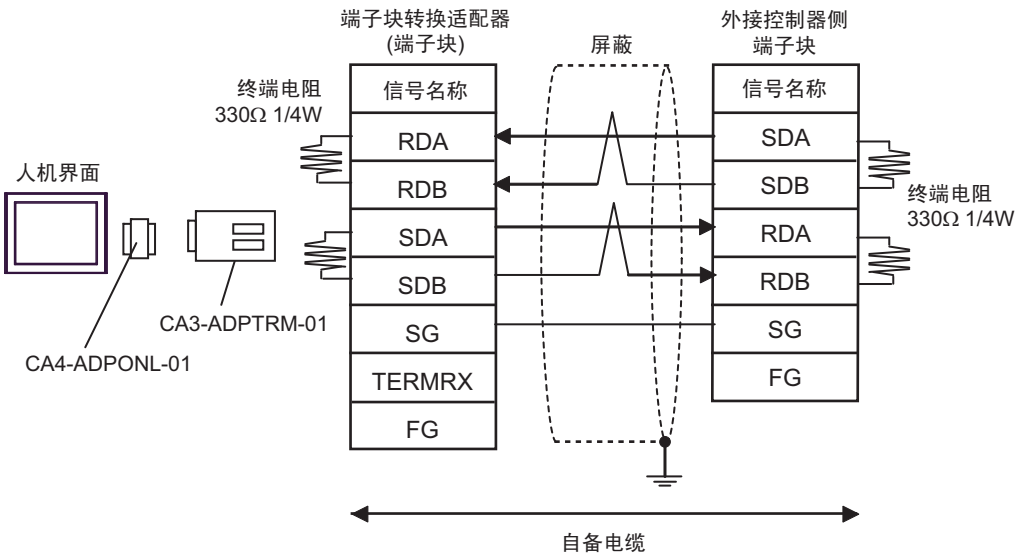 端子块转换适配器
(端子块)
屏蔽
外接控制器侧
端子块
终端电阻
330Ω 1/4W
信号名称
RDA
RDB
SDA
SDB
SG
TERMRX
FG
信号名称
SDA
SDB
RDA
RDB
SG
FG
终端电阻
330Ω 1/4W
人机界面
CA3-ADPTRM-01
CA4-ADPONL-01
自备电缆